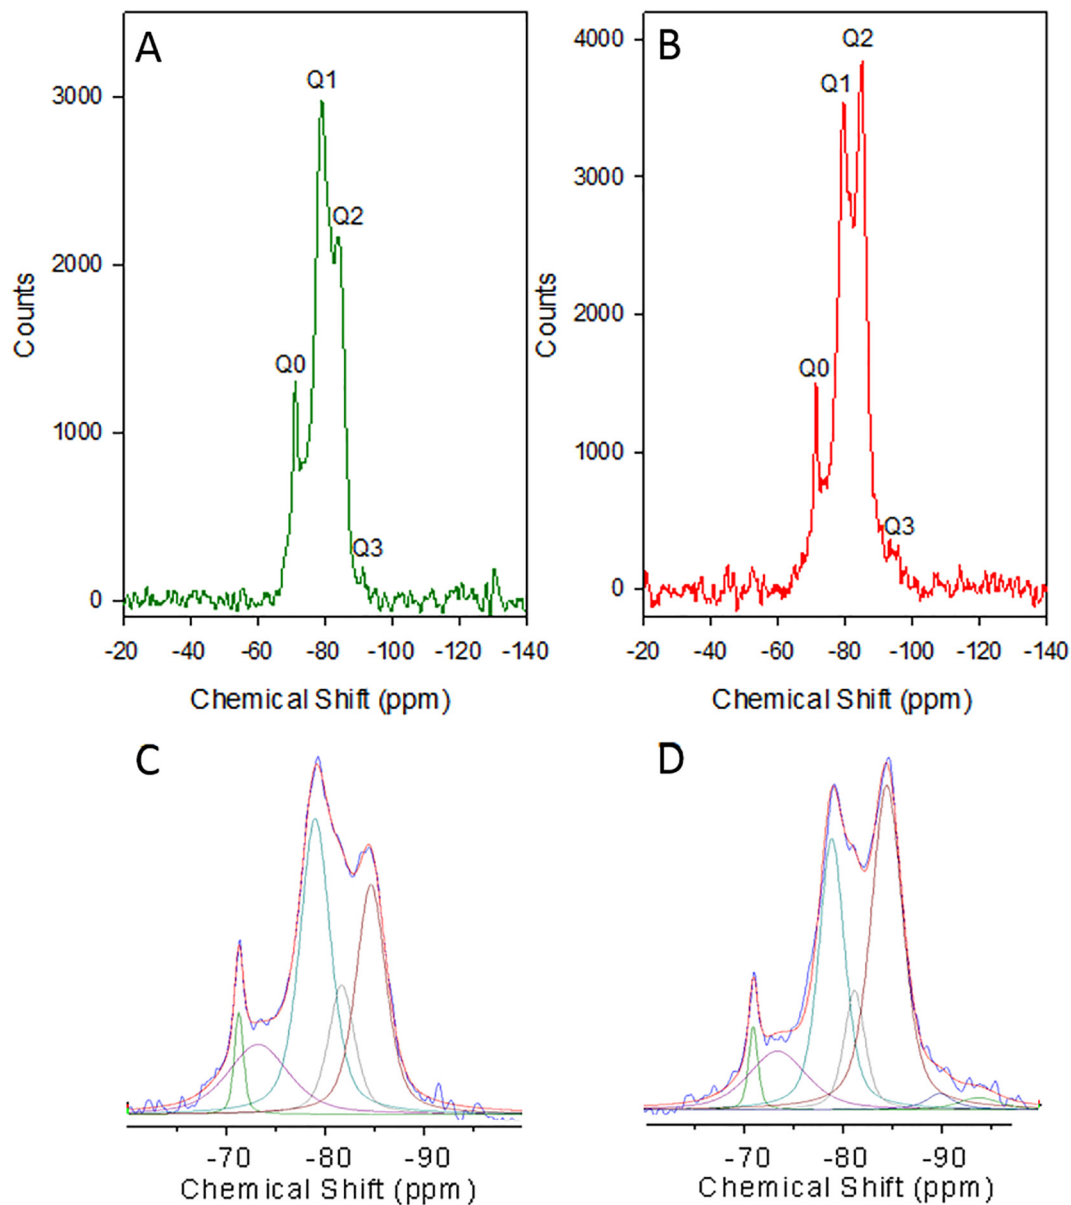 A
Q1
Q2
Q0
Q3
3000
2000
1000
0
Counts
-20 -40 -60 -80 -100 -120 -140
Chemical Shift (ppm)
B
Q2
Q1
Q0
Q3
4000
3000
2000
1000
0
Counts
-20 -40 -60 -80 -100 -120 -140
Chemical Shift (ppm)
C
-70 -80 -90
Chemical Shift (ppm)
D
-70 -80 -90
Chemical Shift (ppm)